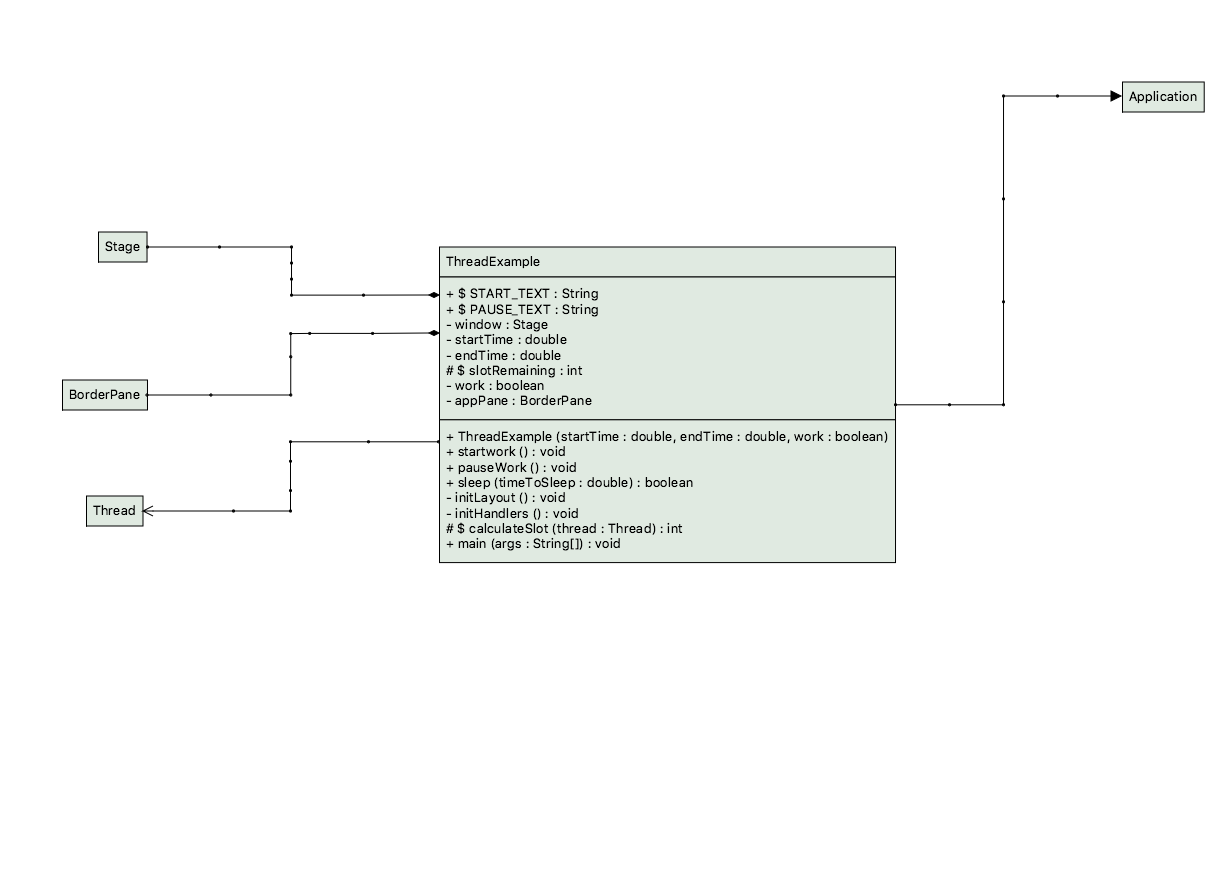 Application
Stage
BorderPane
Thread
ThreadExample
+ $ START_TEXT : String
+ $ PAUSE_TEXT : String
- window : Stage
- startTime : double
- endTime : double
# $ slotRemaining : int
- work : boolean
- appPane : BorderPane
+ ThreadExample (startTime : double, endTime : double, work : boolean)
+ startwork () : void
+ pauseWork () : void
+ sleep (timeToSleep : double) : boolean
- initLayout () : void
- initHandlers () : void
# $ calculateSlot (thread : Thread) : int
+ main (args : String[]) : void